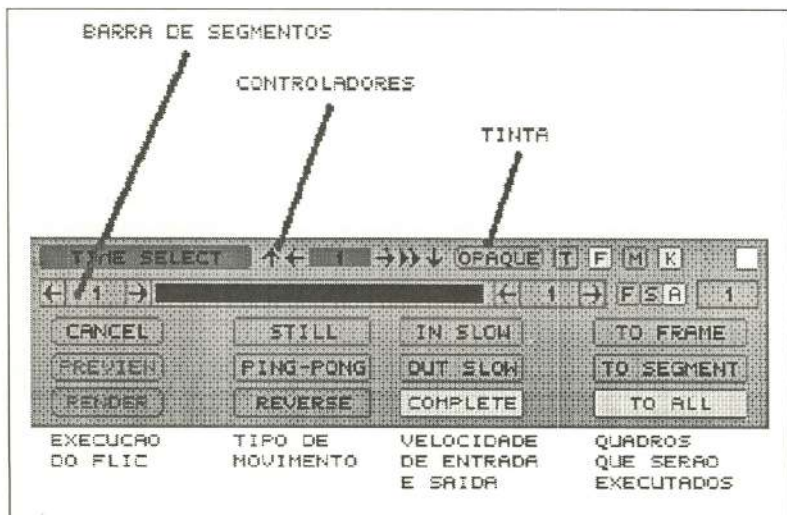 BARRA DE SEGMENTOS
CONTROLADORES
TINTA
TIME SELECT ↑ ← 1 → →→ ↓ OPAQUE T F M K
← 1 → ← 1 → F S A 1
CANCEL STILL IN SLOW TO FRAME
PREVIEW PING-PONG OUT SLOW TO SEGMENT
RENDER REVERSE COMPLETE TO ALL
EXECUCAO TIPO DE VELOCIDADE QUADROS
DO FLIC MOVIMENTO DE ENTRADA QUE SERAO
E SAIDA EXECUTADOS